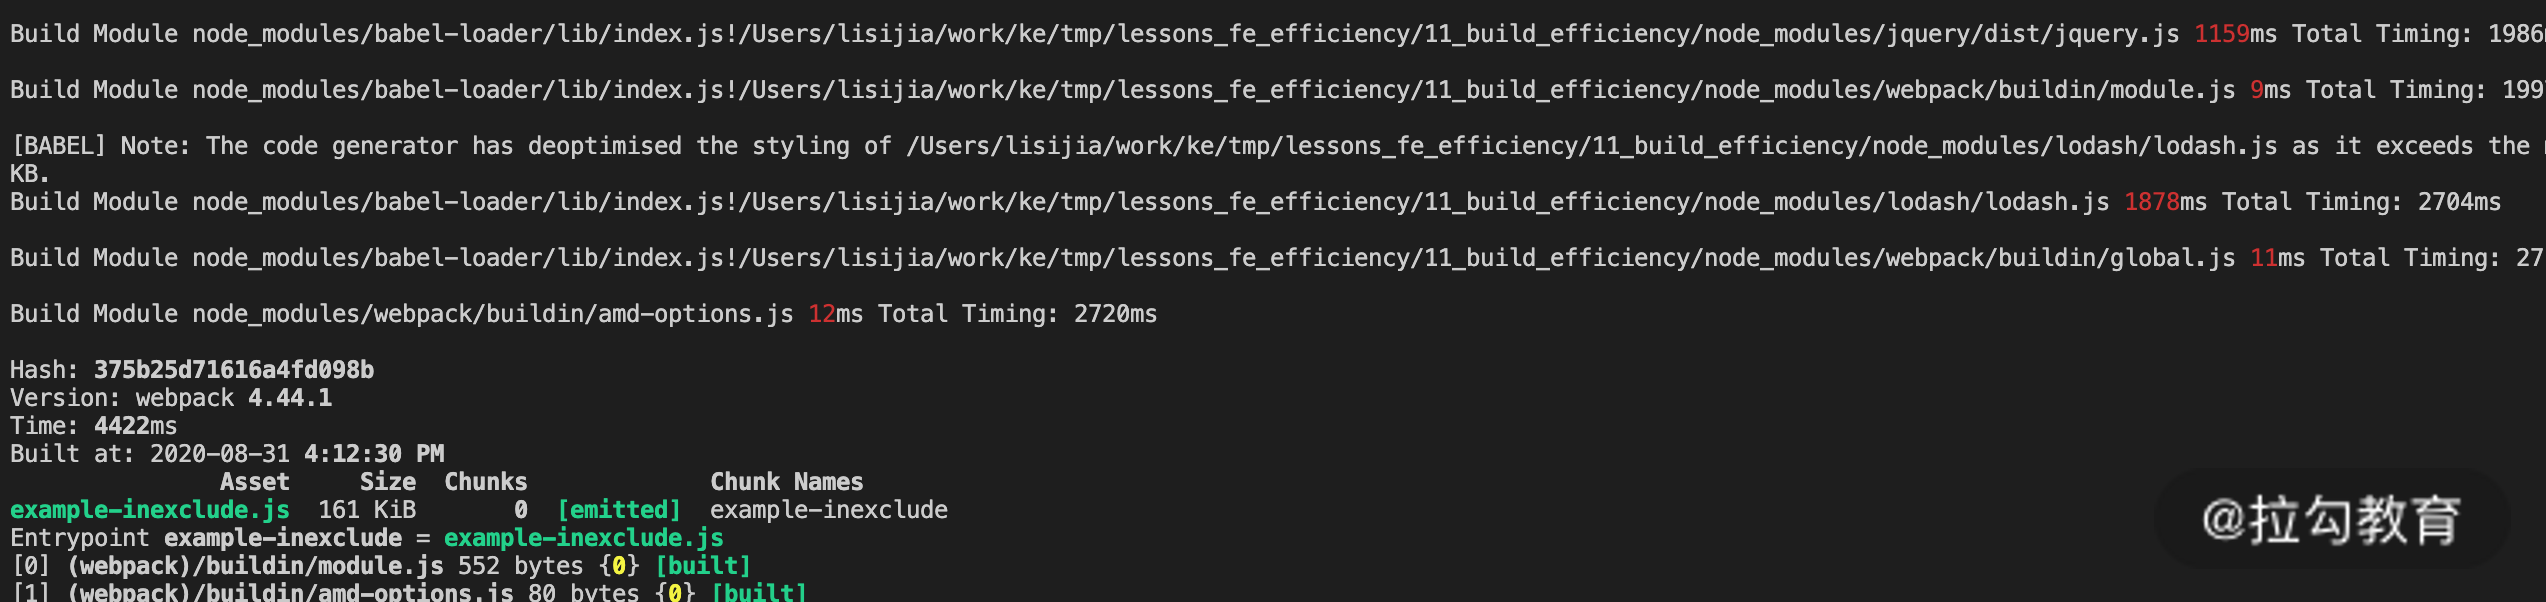 Build Module node_modules/babel-loader/lib/index.js!/Users/lisijia/work/ke/tmp/lessons_fe_efficiency/11_build_efficiency/node_modules/jquery/dist/jquery.js 1159ms Total Timing: 1986
Build Module node_modules/babel-loader/lib/index.js!/Users/lisijia/work/ke/tmp/lessons_fe_efficiency/11_build_efficiency/node_modules/webpack/buildin/module.js 9ms Total Timing: 199
[BABEL] Note: The code generator has deoptimised the styling of /Users/lisijia/work/ke/tmp/lessons_fe_efficiency/11_build_efficiency/node_modules/lodash/lodash.js as it exceeds the
KB.
Build Module node_modules/babel-loader/lib/index.js!/Users/lisijia/work/ke/tmp/lessons_fe_efficiency/11_build_efficiency/node_modules/lodash/lodash.js 1878ms Total Timing: 2704ms
Build Module node_modules/babel-loader/lib/index.js!/Users/lisijia/work/ke/tmp/lessons_fe_efficiency/11_build_efficiency/node_modules/webpack/buildin/global.js 11ms Total Timing: 27
Build Module node_modules/webpack/buildin/amd-options.js 12ms Total Timing: 2720ms
Hash: 375b25d71616a4fd098b
Version: webpack 4.44.1
Time: 4422ms
Built at: 2020-08-31 4:12:30 PM
Asset Size Chunks Chunk Names
example-inexclude.js 161 KiB 0 [emitted] example-inexclude
Entrypoint example-inexclude = example-inexclude.js
[0] (webpack)/buildin/module.js 552 bytes {0} [built]
[1] (webpack)/buildin/amd-options.js 80 bytes {0} [built]
@拉勾教育